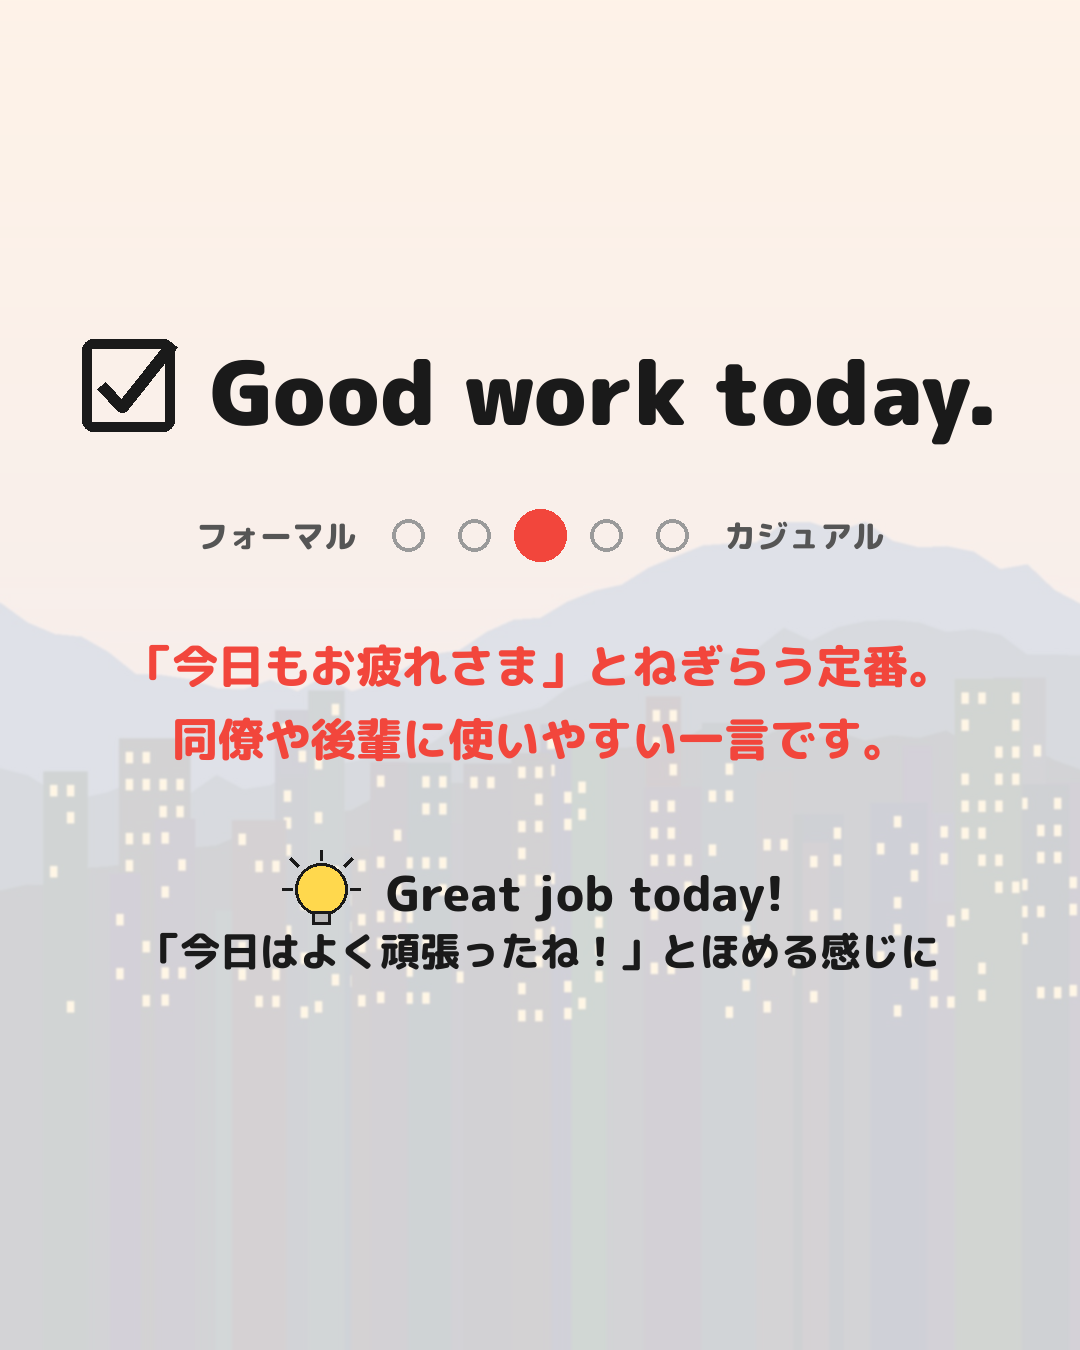 Good work today.
フォーマル カジュアル
「今日もお疲れさま」とねぎらう定番。
同僚や後輩に使いやすい一言です。
Great job today!
「今日はよく頑張ったね！」とほめる感じに